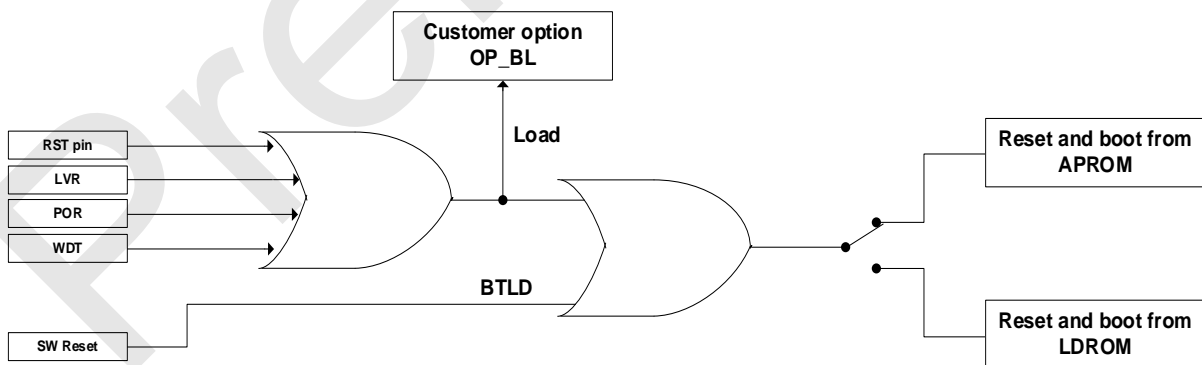 Customer option
OP_BL
Load
RST pin
LVR
POR
WDT
BTLD
SW Reset
Reset and boot from
APROM
Reset and boot from
LDROM